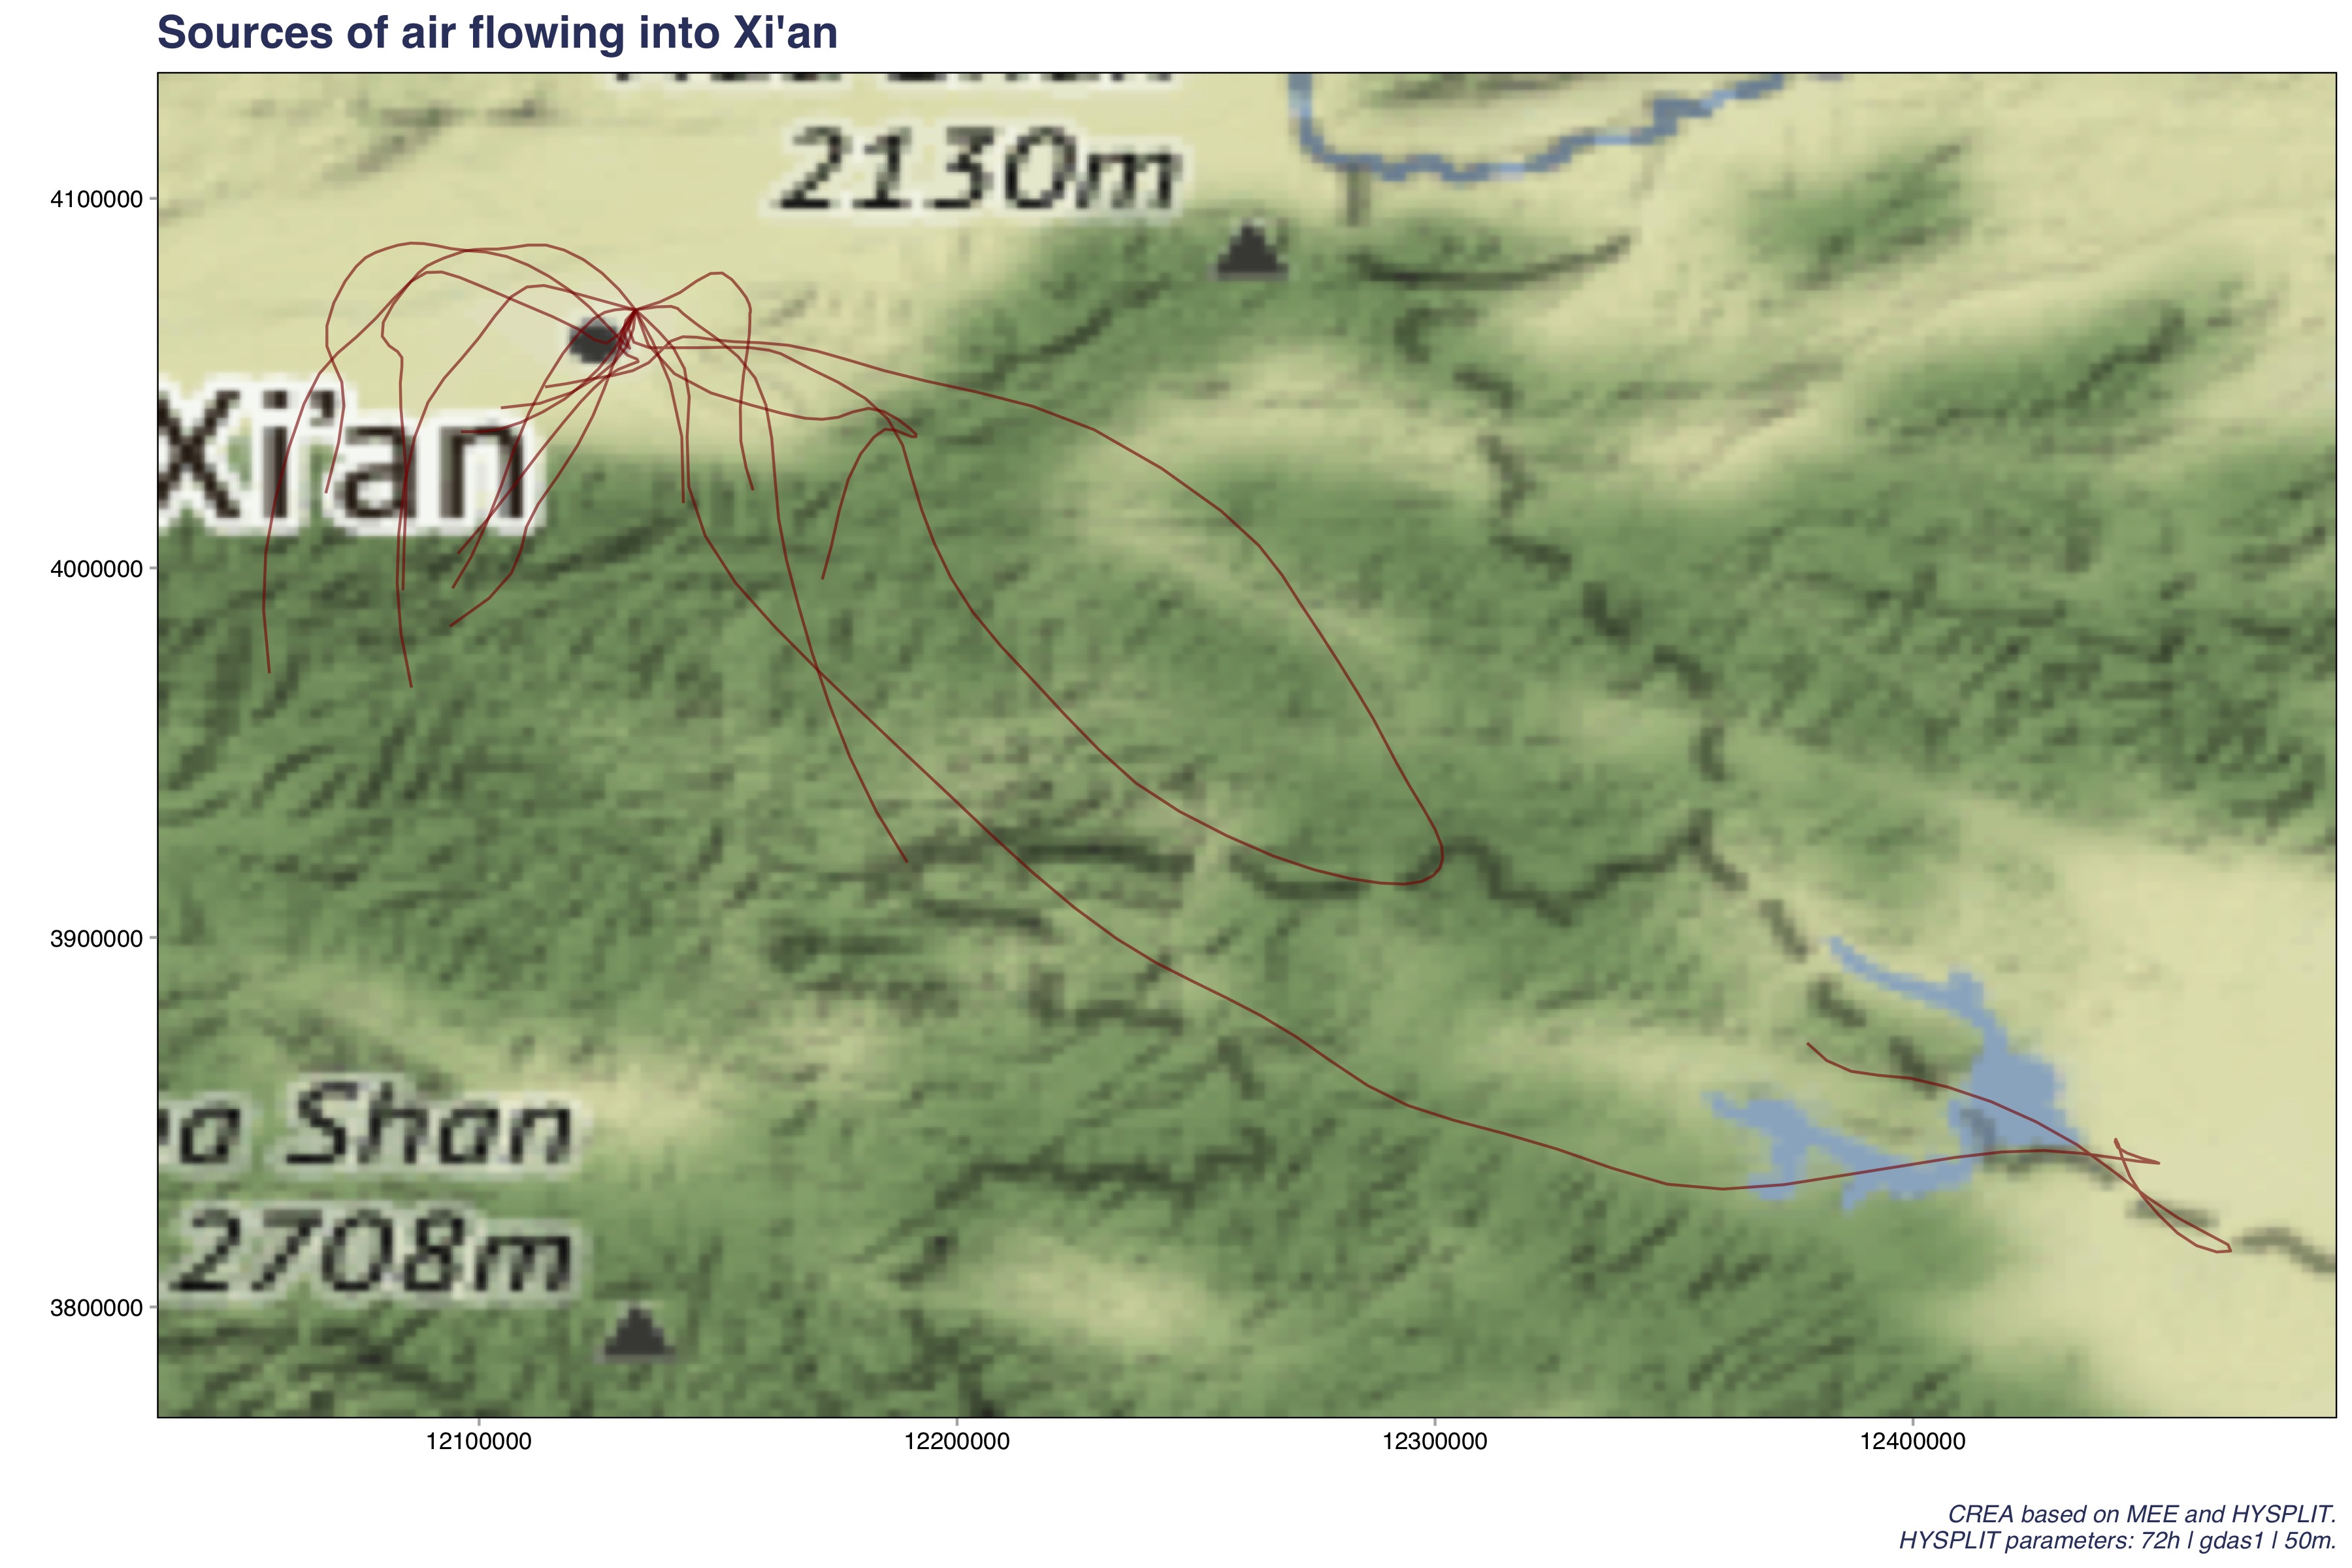 Sources of air flowing into Xi'an
2130m
4100000
Xi'an
4000000
3900000
a Shan
2708m
3800000
12100000
12200000
12300000
12400000
CREA based on MEE and HYSPLIT.
HYSPLIT parameters: 72h | gdas1 | 50m.